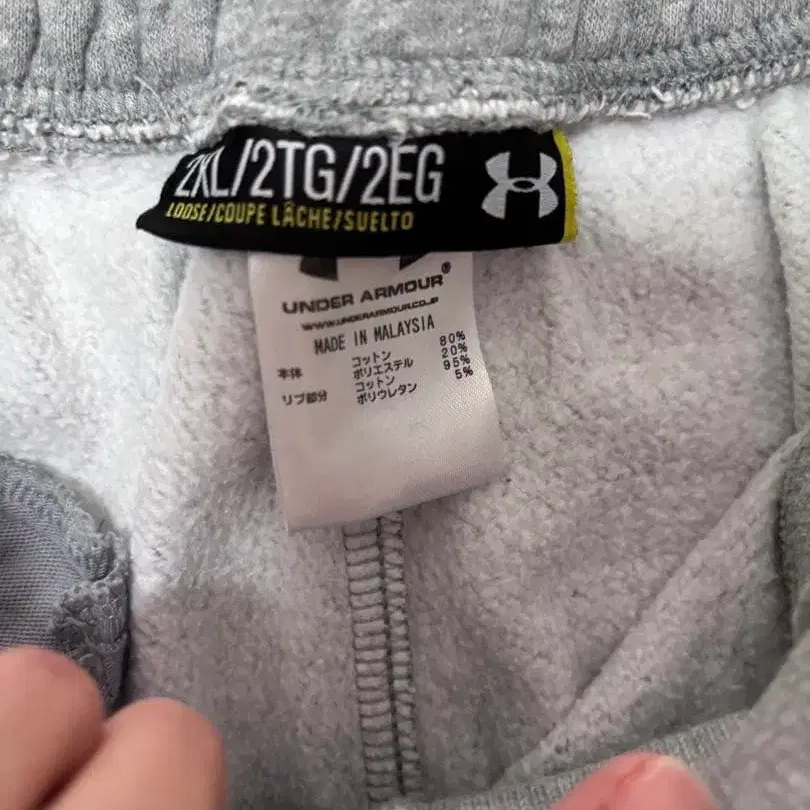 2XL/2TG/2EG
LOOSE/COUPE LÂCHE/SUELTO
UNDER ARMOUR®
WWW.UNDERARMOUR.CO.JP
MADE IN MALAYSIA
本体 コットン 80%
ポリエステル 20%
リブ部分 コットン 95%
ポリウレタン 5%